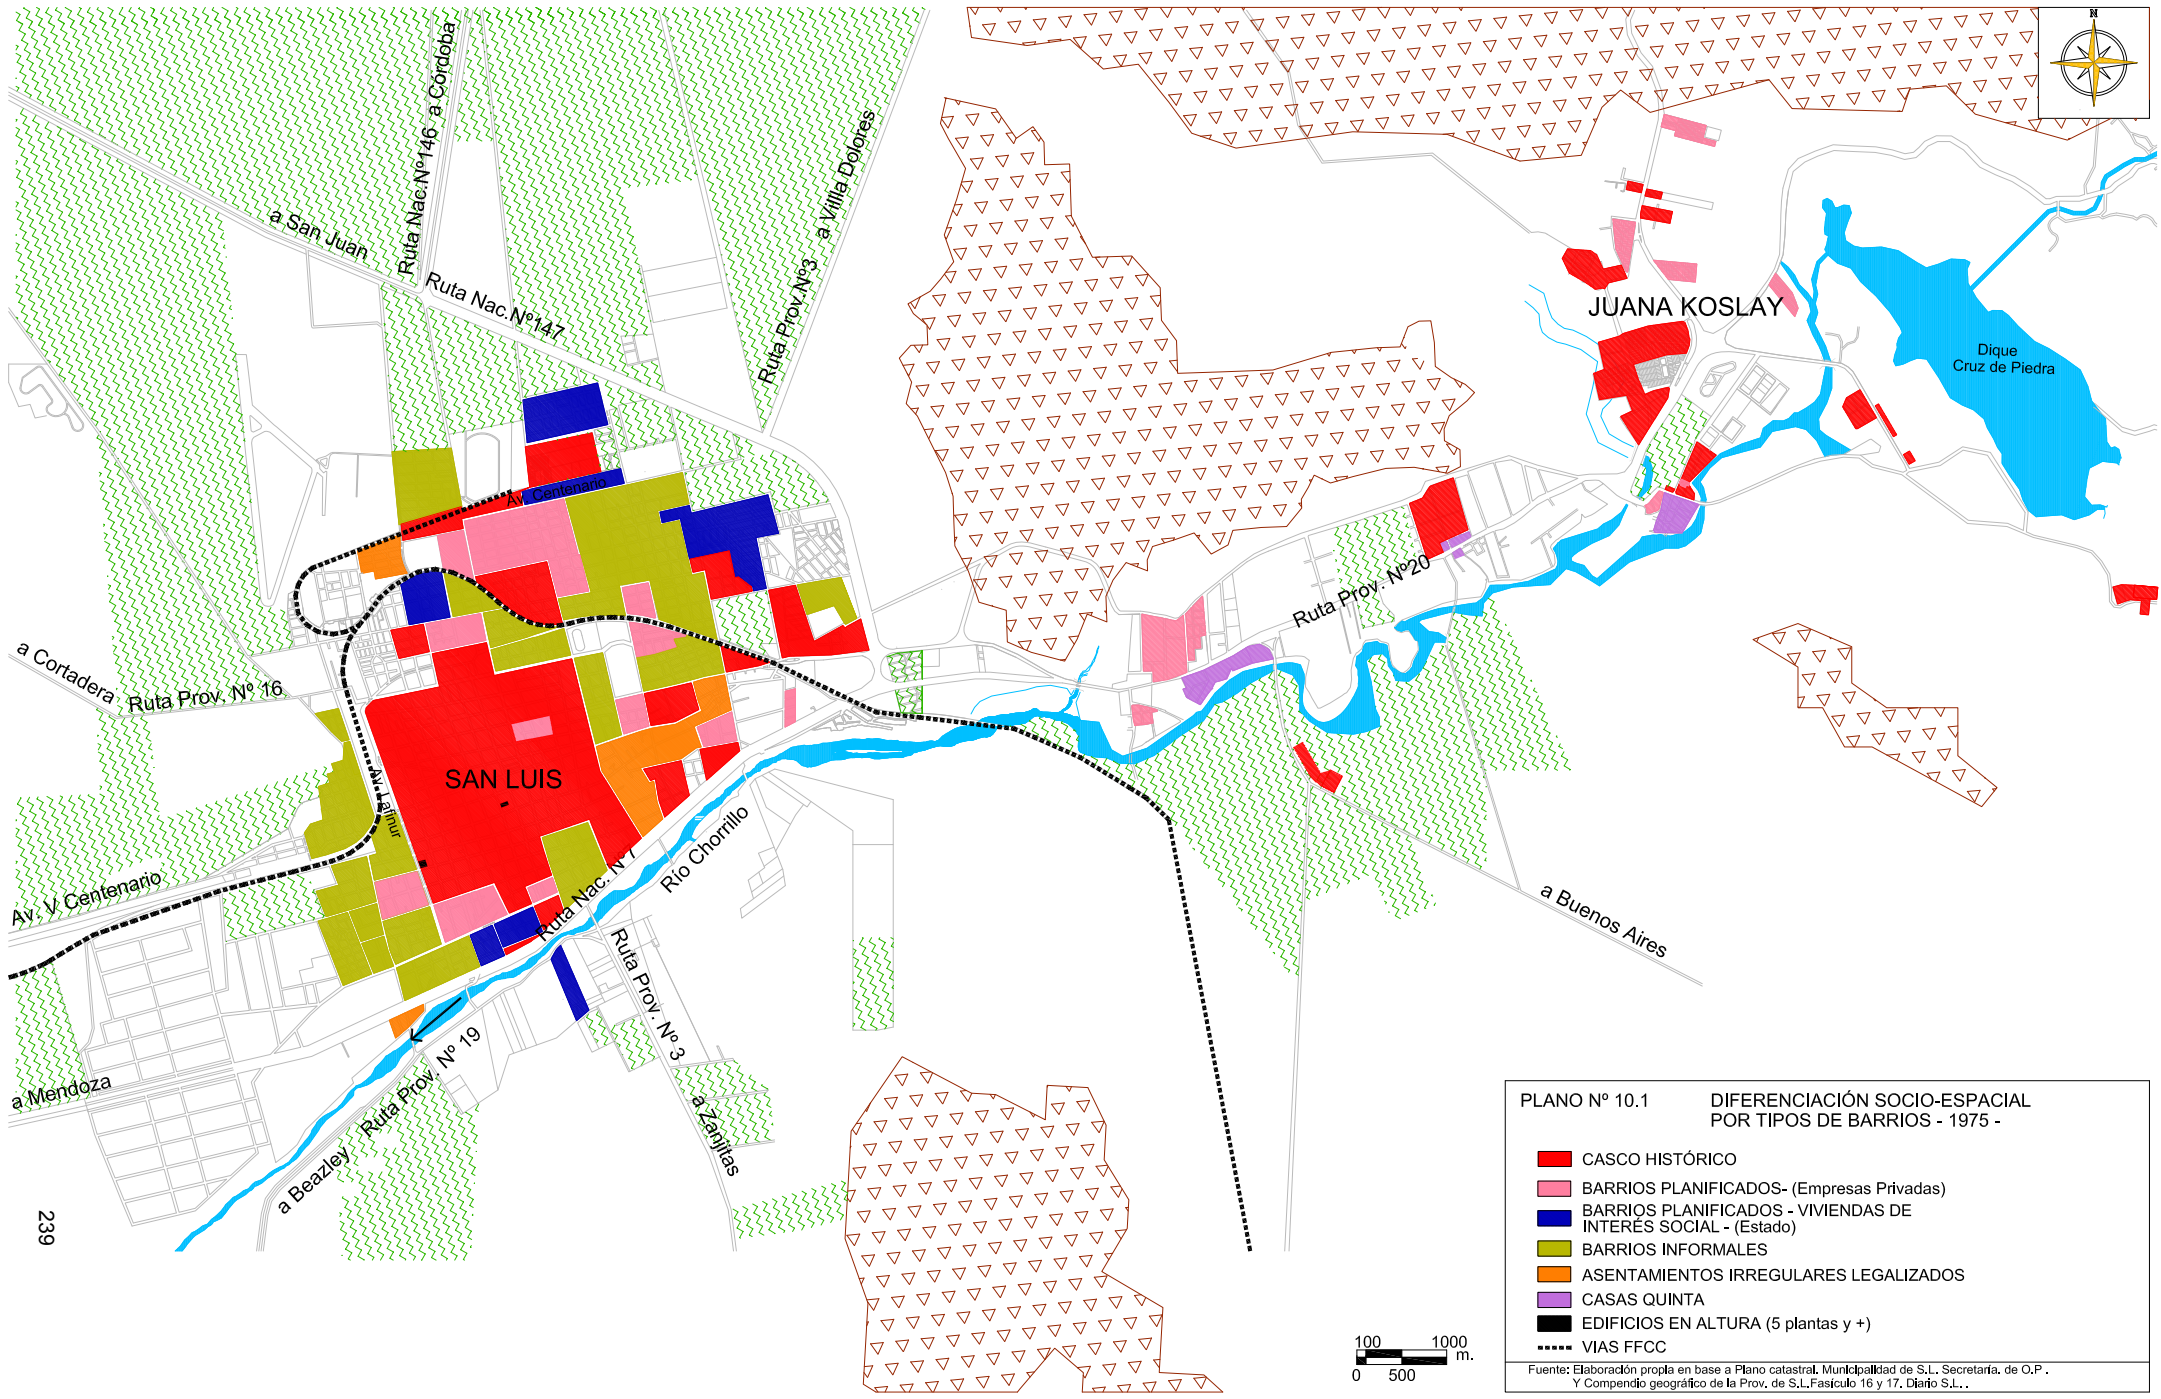 N
a Córdoba
Ruta Nac.Nº146
a San Juan
Ruta Nac.Nº147
a Villa Dolores
Ruta Prov.Nº3
JUANA KOSLAY
Dique
Cruz de Piedra
Av. Centenario
Ruta Prov. Nº20
a Cortadera
Ruta Prov. Nº 16
SAN LUIS
Av. Lafinur
Av. V Centenario
Ruta Nac. Nº7
Río Chorrillo
a Buenos Aires
Ruta Prov. Nº 3
a Zanjitas
a Mendoza
Ruta Prov. Nº 19
a Beazley
239
100 1000
m.
0 500
PLANO Nº 10.1 DIFERENCIACIÓN SOCIO-ESPACIAL
POR TIPOS DE BARRIOS - 1975 -
CASCO HISTÓRICO
BARRIOS PLANIFICADOS- (Empresas Privadas)
BARRIOS PLANIFICADOS - VIVIENDAS DE
INTERÉS SOCIAL - (Estado)
BARRIOS INFORMALES
ASENTAMIENTOS IRREGULARES LEGALIZADOS
CASAS QUINTA
EDIFICIOS EN ALTURA (5 plantas y +)
VIAS FFCC
Fuente: Elaboración propia en base a Plano catastral. Municipalidad de S.L. Secretaría. de O.P .
Y Compendio geográfico de la Prov. de S.L.Fasículo 16 y 17. Diario S.L. .